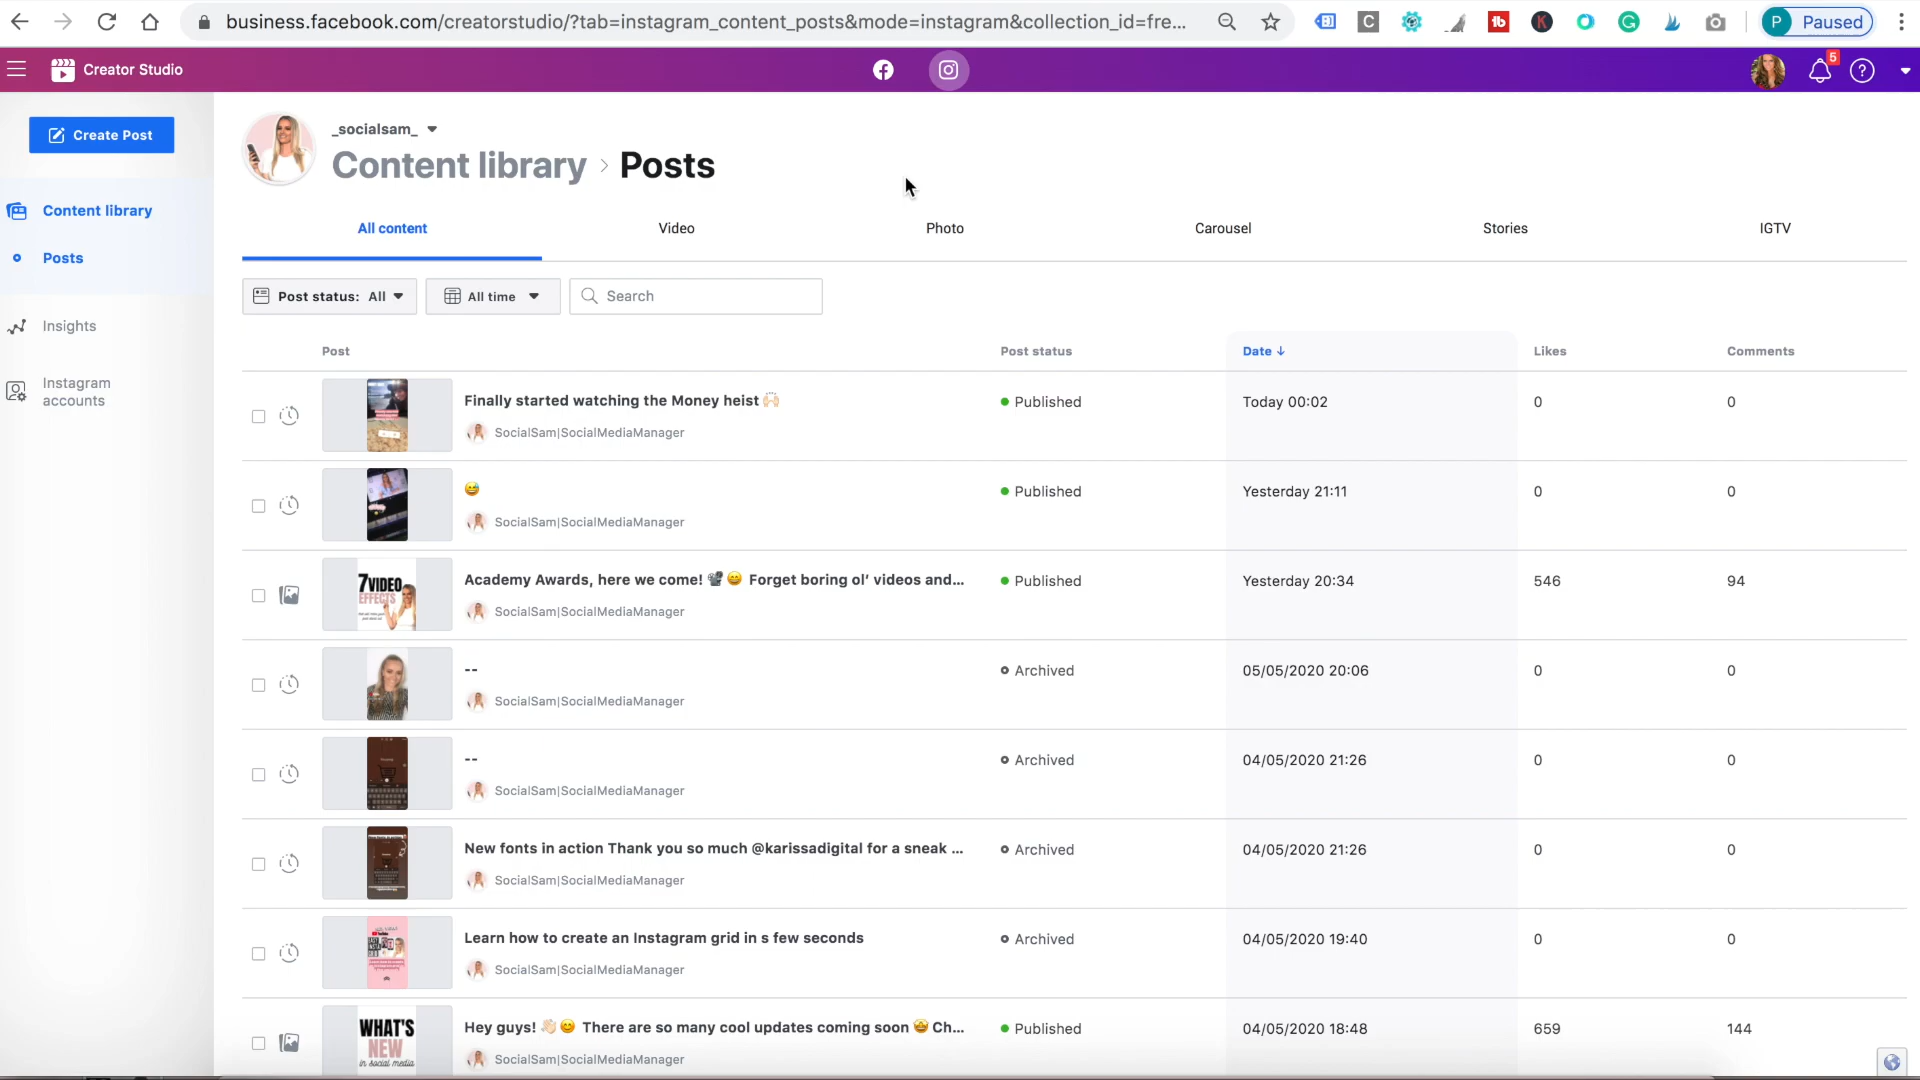 business.facebook.com/creatorstudio/?tab=instagram_content_posts&mode=instagram&collection_id=fre...
P Paused
Creator Studio
5
Create Post
_socialsam_
Content library > Posts
Content library
Posts
Insights
Instagram
accounts
All content Video Photo Carousel Stories IGTV
Post status: All All time Search
Post Post status Date ↓ Likes Comments
Finally started watching the Money heist 🙌🏻 Published Today 00:02 0 0
SocialSam|SocialMediaManager
😅 Published Yesterday 21:11 0 0
SocialSam|SocialMediaManager
7 VIDEO
EFFECTS
Academy Awards, here we come! 📽 😄 Forget boring ol' videos and... Published Yesterday 20:34 546 94
SocialSam|SocialMediaManager
-- Archived 05/05/2020 20:06 0 0
SocialSam|SocialMediaManager
-- Archived 04/05/2020 21:26 0 0
SocialSam|SocialMediaManager
New fonts in action Thank you so much @karissadigital for a sneak ... Archived 04/05/2020 21:26 0 0
SocialSam|SocialMediaManager
Learn how to create an Instagram grid in s few seconds Archived 04/05/2020 19:40 0 0
SocialSam|SocialMediaManager
WHAT'S
NEW
in social media
Hey guys! 👋🏻 😊 There are so many cool updates coming soon 🤩 Ch... Published 04/05/2020 18:48 659 144
SocialSam|SocialMediaManager